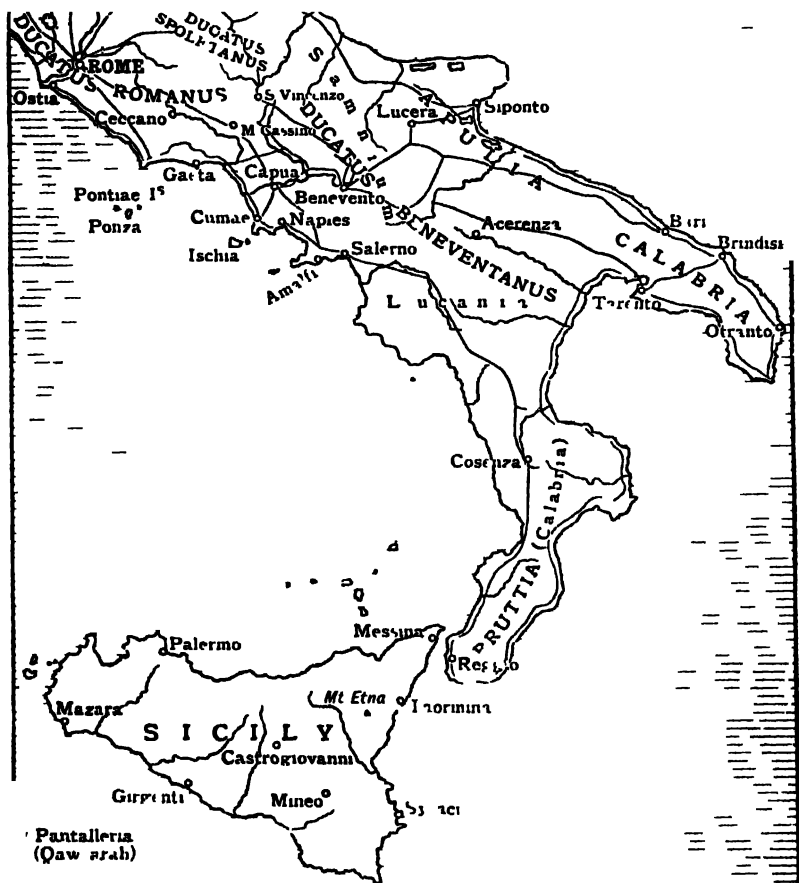 DUCATUS ROMANUS
DUCATUS
SPOLETANUS
ROME
Ostia
S Vincenzo
Samnium
DUCATUS BENEVENTANUS
Lucera
Siponto
APULIA
Ceccano
M Cassino
Gaeta
Capua
Benevento
Pontiae Is
Ponza
Cumae
Naples
Ischia
Salerno
Amalfi
Acerenza
Bari
CALABRIA
Brindisi
Lucania
Tarento
Otranto
Cosenza
(Calabria)
BRUTTIA
Messina
Reggio
Palermo
Mt Etna
Taormina
Mazara
SICILY
Castrogiovanni
Girgenti
Mineo
Pantalleria